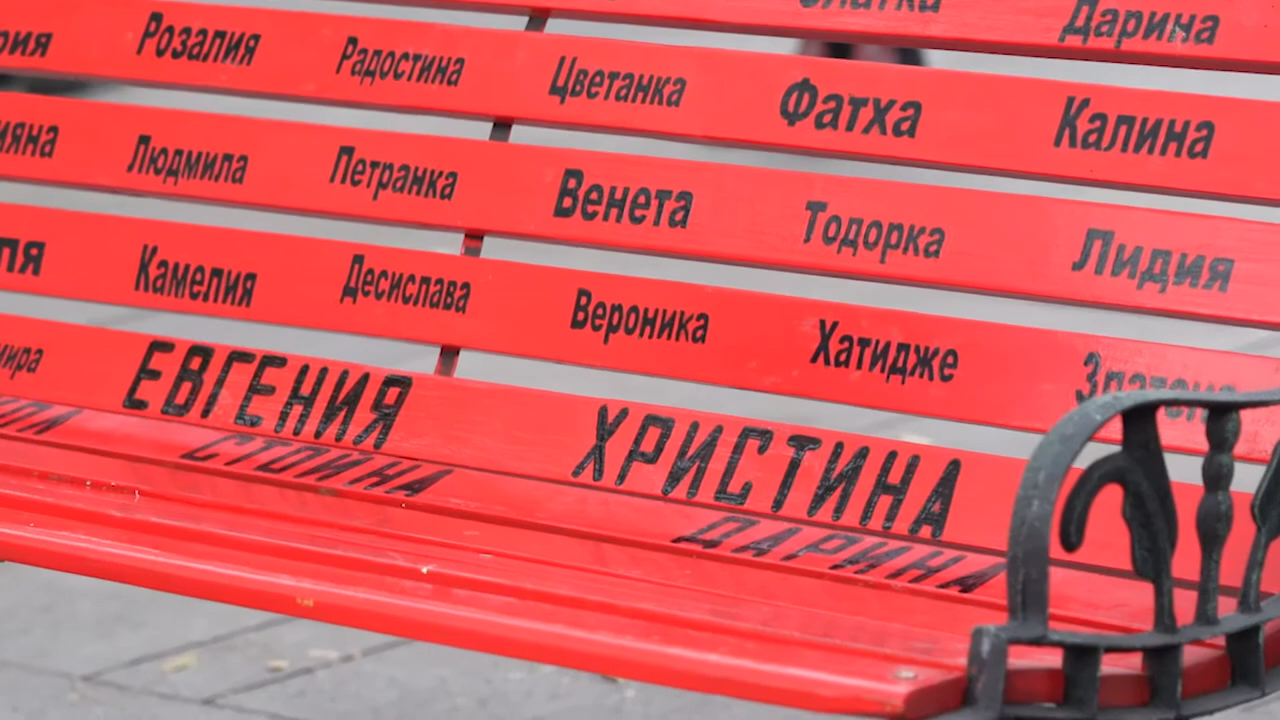 Дарина
Розалия Радостина Цветанка Фатха Калина
Людмила Петранка Венета Тодорка Лидия
Камелия Десислава Вероника Хатидже
ЕВГЕНИЯ ХРИСТИНА
СТОИНА ДАРИНА